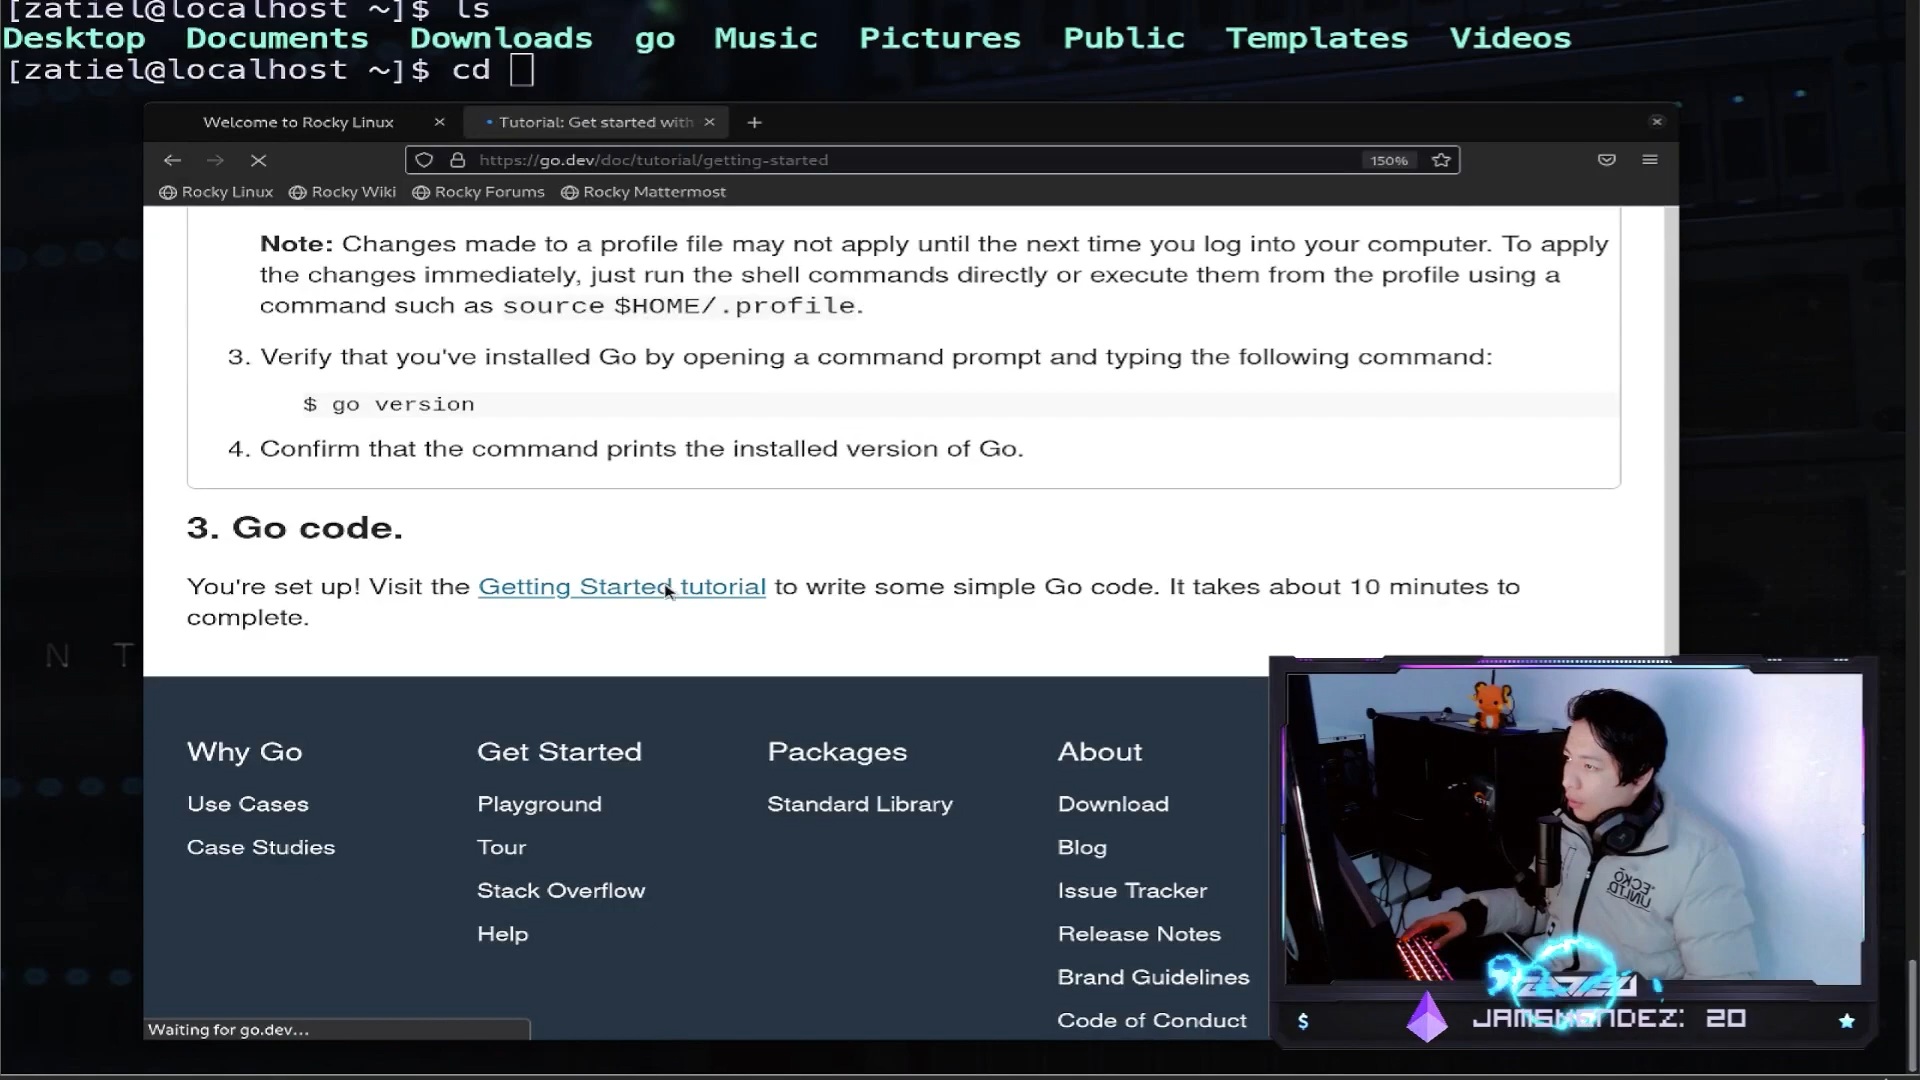 [zatiel@localhost ~]$ ls
Desktop Documents Downloads go Music Pictures Public Templates Videos
[zatiel@localhost ~]$ cd
Welcome to Rocky Linux
Tutorial: Get started with
https://go.dev/doc/tutorial/getting-started
150%
Rocky Linux Rocky Wiki Rocky Forums Rocky Mattermost
Note: Changes made to a profile file may not apply until the next time you log into your computer. To apply
the changes immediately, just run the shell commands directly or execute them from the profile using a
command such as source $HOME/.profile.
3. Verify that you've installed Go by opening a command prompt and typing the following command:
$ go version
4. Confirm that the command prints the installed version of Go.
3. Go code.
You're set up! Visit the Getting Started tutorial to write some simple Go code. It takes about 10 minutes to
complete.
N T
Why Go
Use Cases
Case Studies
Get Started
Playground
Tour
Stack Overflow
Help
Packages
Standard Library
About
Download
Blog
Issue Tracker
Release Notes
Brand Guidelines
Code of Conduct
Waiting for go.dev...
ECKŌ
UNLTD
$ JAMSMENDEZ: 20